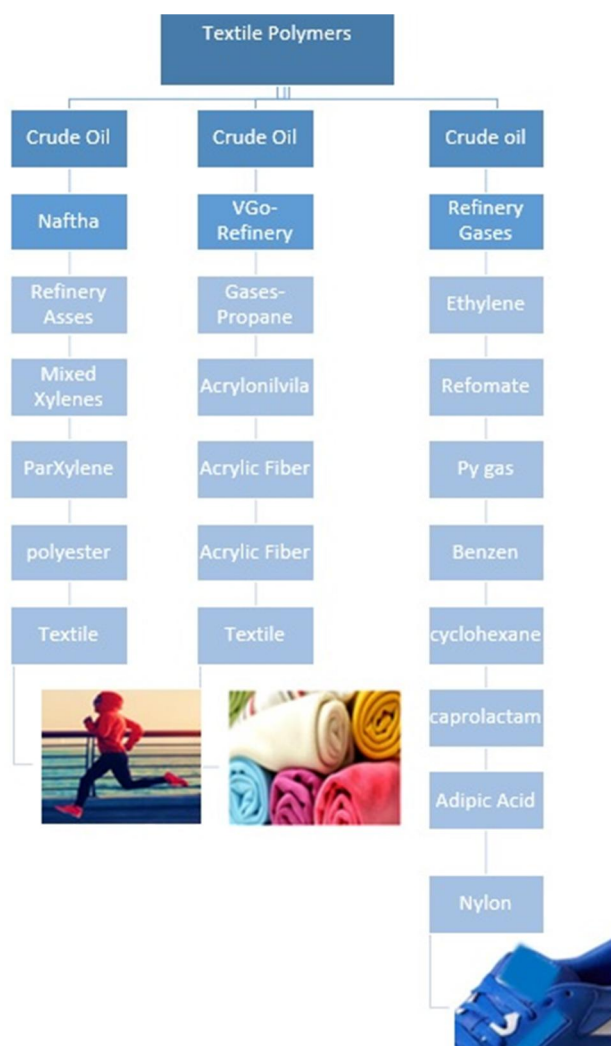 Textile Polymers
Crude Oil
Naftha
Refinery
Asses
Mixed
Xylenes
ParXylene
polyester
Textile
Crude Oil
VGo-
Refinery
Gases-
Propane
Acrylonilvila
Acrylic Fiber
Acrylic Fiber
Textile
Crude oil
Refinery
Gases
Ethylene
Refomate
Py gas
Benzen
cyclohexane
caprolactam
Adipic Acid
Nylon